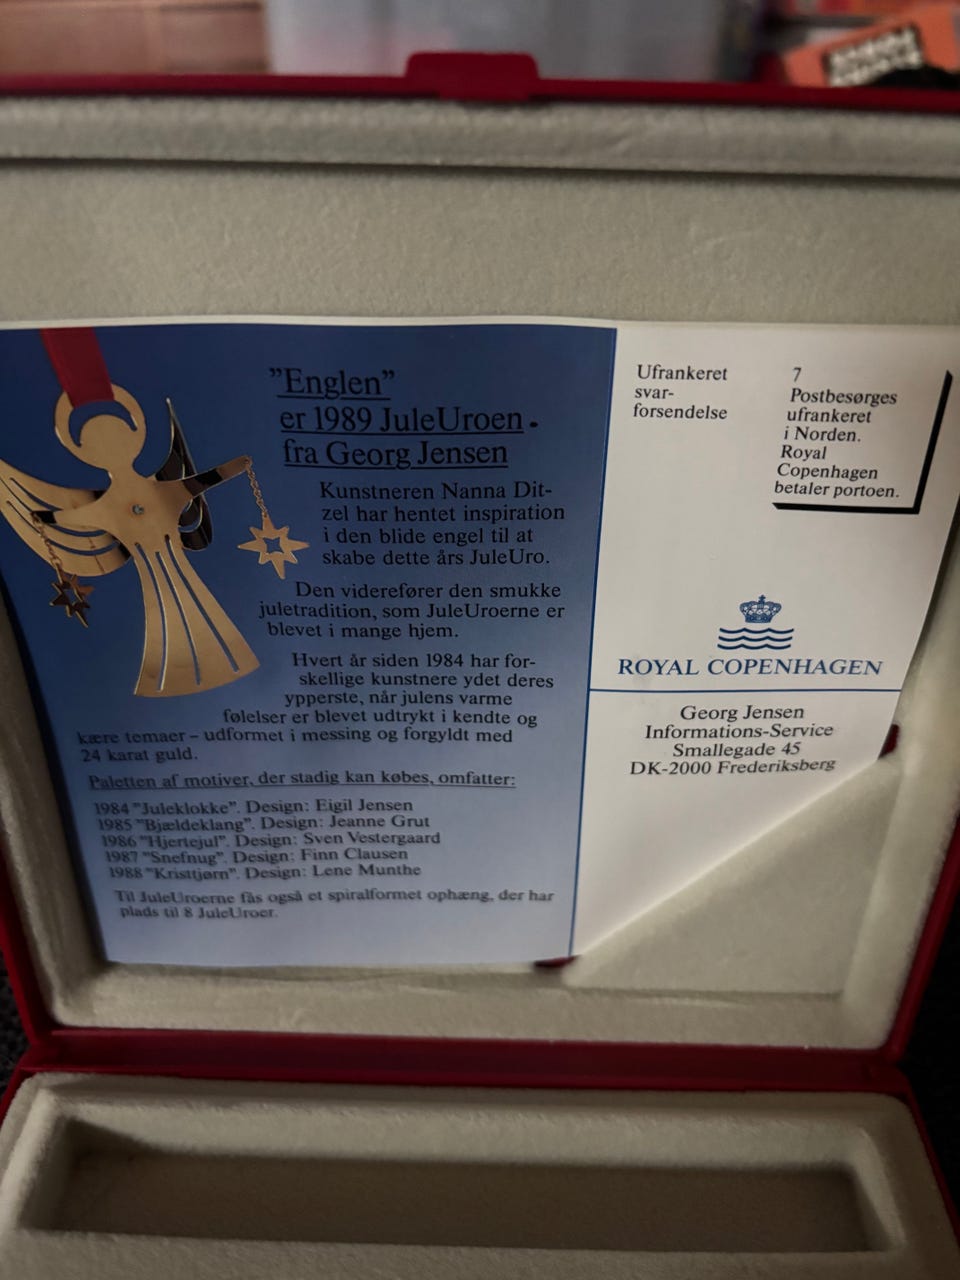 "Englen"
er 1989 JuleUroen
fra Georg Jensen
Kunstneren Nanna Dit-
zel har hentet inspiration
i den blide engel til at
skabe dette års JuleUro.
Den viderefører den smukke
juletradition, som JuleUroerne er
blevet i mange hjem.
Hvert år siden 1984 har for-
skellige kunstnere ydet deres
ypperste, når julens varme
følelser er blevet udtrykt i kendte og
kære temaer – udformet i messing og forgyldt med
24 karat guld.
Paletten af motiver, der stadig kan købes, omfatter:
1984 "Juleklokke". Design: Eigil Jensen
1985 "Bjældeklang". Design: Jeanne Grut
1986 "Hjertejul". Design: Sven Vestergaard
1987 "Snefnug". Design: Finn Clausen
1988 "Kristtjørn". Design: Lene Munthe
Til JuleUroerne fås også et spiralformet ophæng, der har
plads til 8 JuleUroer.
Ufrankeret
svar-
forsendelse
7
Postbesørges
ufrankeret
i Norden.
Royal
Copenhagen
betaler portoen.
ROYAL COPENHAGEN
Georg Jensen
Informations-Service
Smallegade 45
DK-2000 Frederiksberg